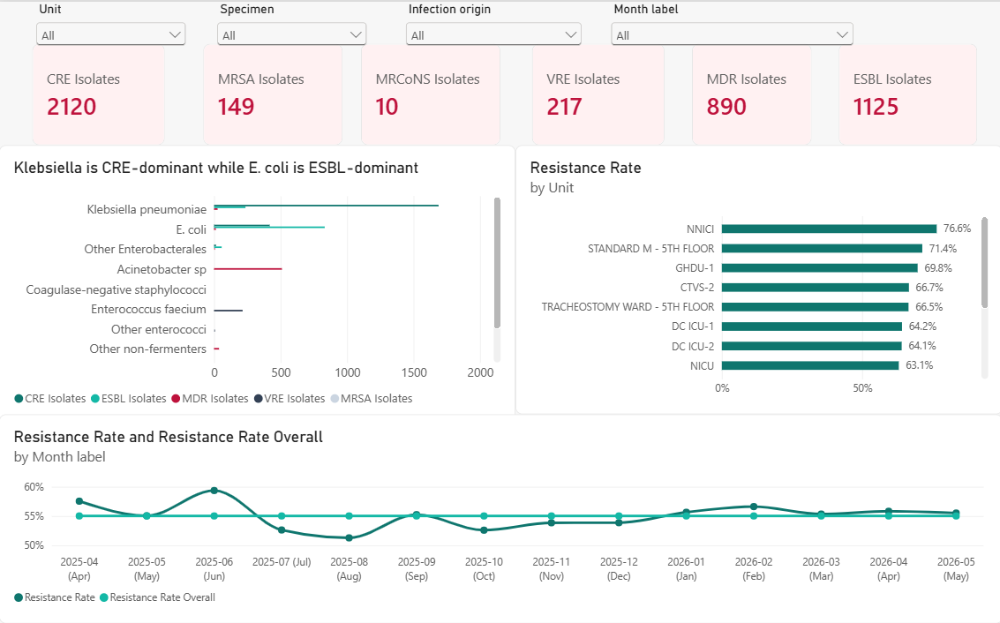 Unit Specimen Infection origin Month label
All All All All
CRE Isolates MRSA Isolates MRCoNS Isolates VRE Isolates MDR Isolates ESBL Isolates
2120 149 10 217 890 1125
Klebsiella is CRE-dominant while E. coli is ESBL-dominant
Klebsiella pneumoniae
E. coli
Other Enterobacterales
Acinetobacter sp
Coagulase-negative staphylococci
Enterococcus faecium
Other enterococci
Other non-fermenters
0 500 1000 1500 2000
CRE Isolates ESBL Isolates MDR Isolates VRE Isolates MRSA Isolates
Resistance Rate
by Unit
NNICI 76.6%
STANDARD M - 5TH FLOOR 71.4%
GHDU-1 69.8%
CTVS-2 66.7%
TRACHEOSTOMY WARD - 5TH FLOOR 66.5%
DC ICU-1 64.2%
DC ICU-2 64.1%
NICU 63.1%
0% 50%
Resistance Rate and Resistance Rate Overall
by Month label
60%
55%
50%
2025-04 2025-05 2025-06 2025-07 (Jul) 2025-08 2025-09 2025-10 2025-11 2025-12 2026-01 2026-02 2026-03 2026-04 2026-05
(Apr) (May) (Jun) (Aug) (Sep) (Oct) (Nov) (Dec) (Jan) (Feb) (Mar) (Apr) (May)
Resistance Rate Resistance Rate Overall